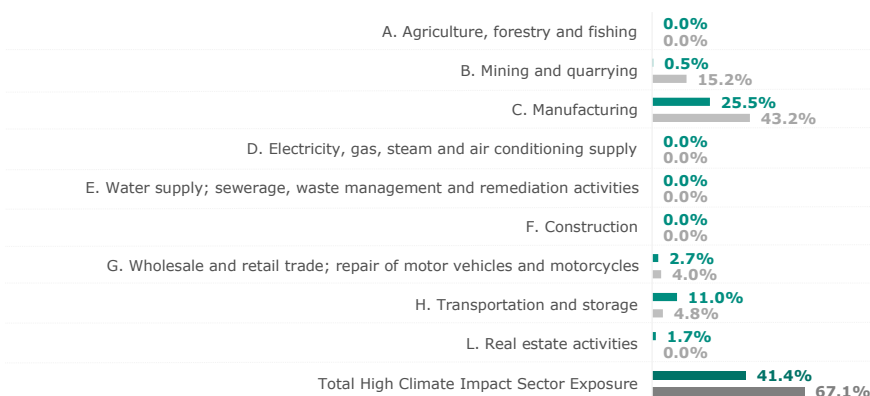 A. Agriculture, forestry and fishing
0.0%
0.0%
B. Mining and quarrying
0.5%
15.2%
C. Manufacturing
25.5%
43.2%
D. Electricity, gas, steam and air conditioning supply
0.0%
0.0%
E. Water supply; sewerage, waste management and remediation activities
0.0%
0.0%
F. Construction
0.0%
0.0%
G. Wholesale and retail trade; repair of motor vehicles and motorcycles
2.7%
4.0%
H. Transportation and storage
11.0%
4.8%
L. Real estate activities
1.7%
0.0%
Total High Climate Impact Sector Exposure
41.4%
67.1%